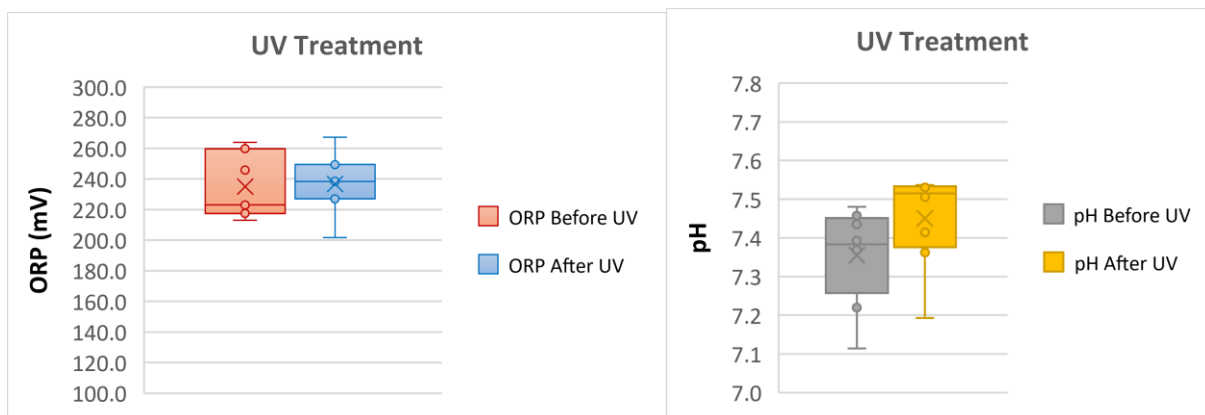 UV Treatment
300.0
280.0
260.0
240.0
220.0
200.0
180.0
160.0
140.0
120.0
100.0
ORP (mV)
ORP Before UV
ORP After UV
UV Treatment
7.8
7.7
7.6
7.5
7.4
7.3
7.2
7.1
7.0
pH
pH Before UV
pH After UV